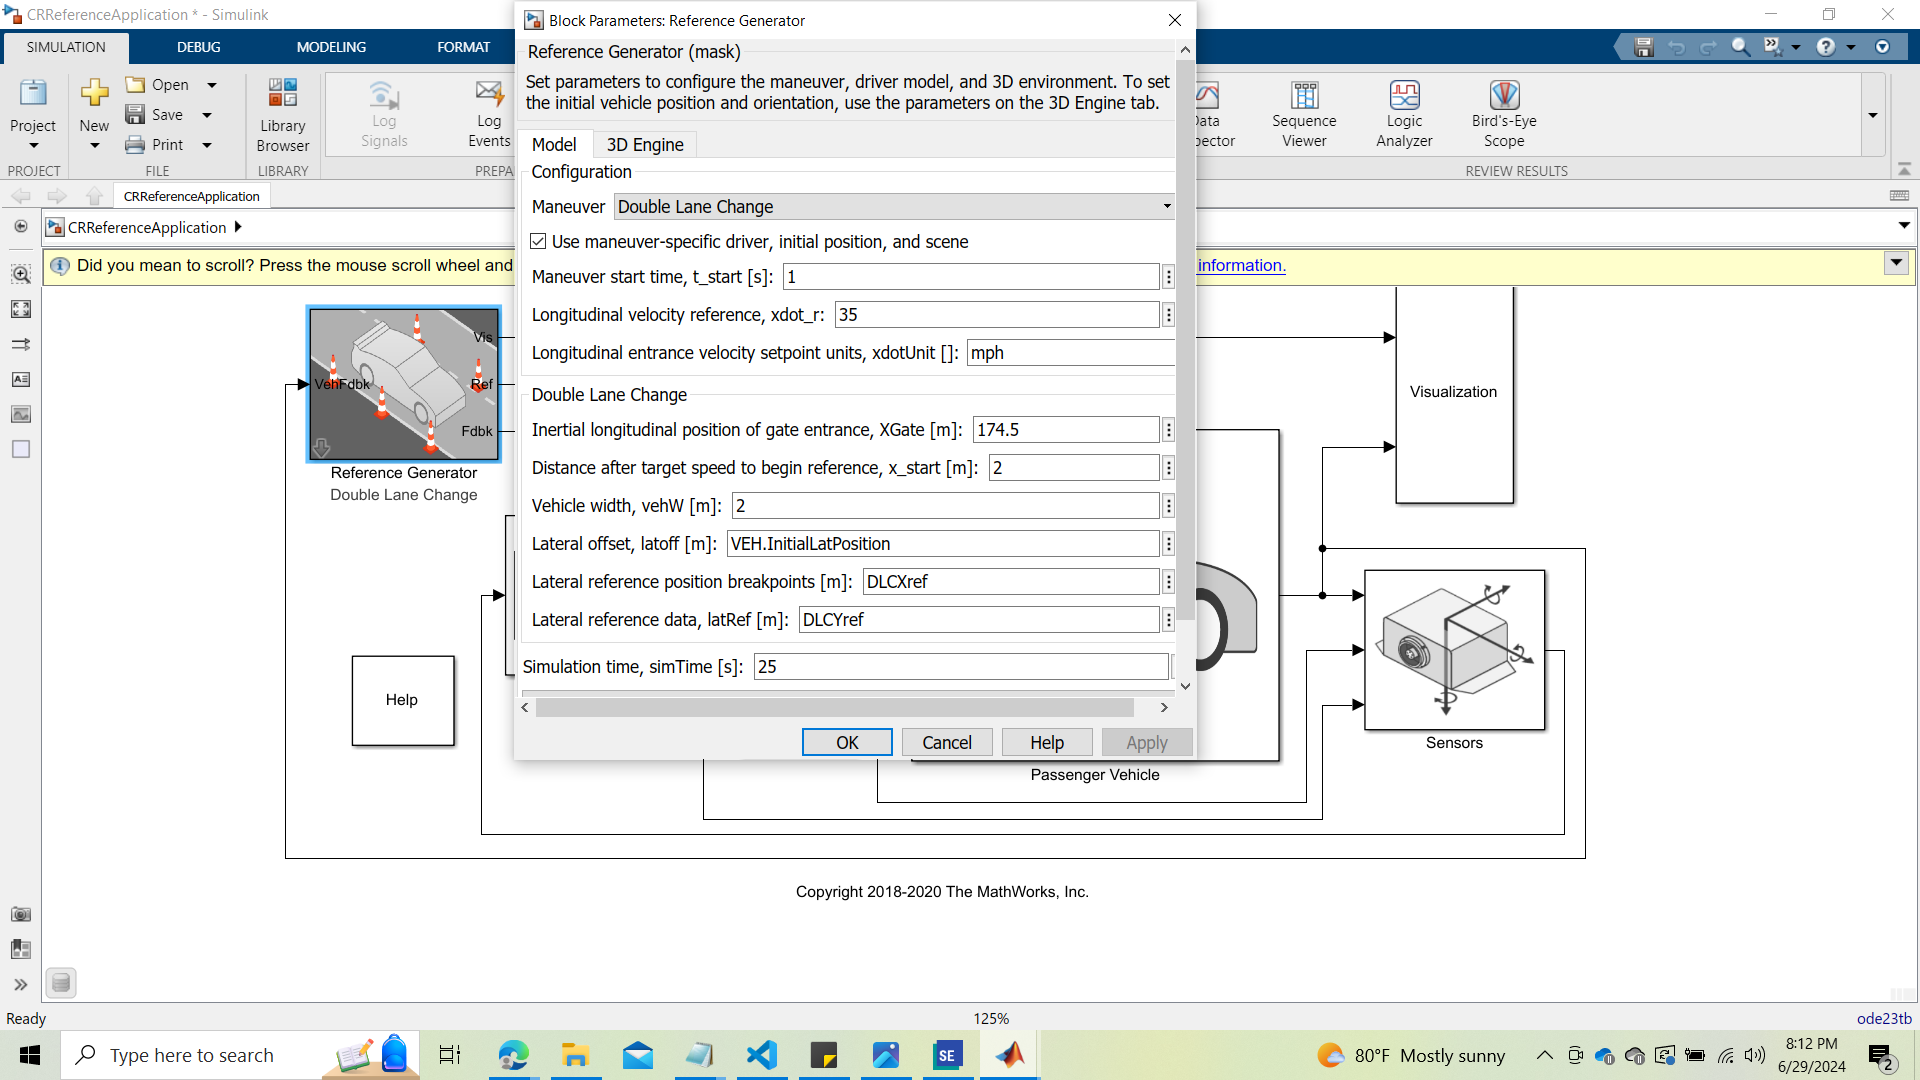 CRReferenceApplication * - Simulink
SIMULATION
DEBUG
MODELING
FORMAT
Project
New
Open
Save
Print
Library
Browser
Log
Signals
Log
Events
Sequence
Viewer
Logic
Analyzer
Bird's-Eye
Scope
PROJECT
FILE
LIBRARY
PREPA
REVIEW RESULTS
CRReferenceApplication
CRReferenceApplication
Did you mean to scroll? Press the mouse scroll wheel and
information.
Block Parameters: Reference Generator
Reference Generator (mask)
Set parameters to configure the maneuver, driver model, and 3D environment. To set
the initial vehicle position and orientation, use the parameters on the 3D Engine tab.
Model
3D Engine
Configuration
Maneuver
Double Lane Change
Use maneuver-specific driver, initial position, and scene
Maneuver start time, t_start [s]:
1
Longitudinal velocity reference, xdot_r:
35
Longitudinal entrance velocity setpoint units, xdotUnit []:
mph
Double Lane Change
Inertial longitudinal position of gate entrance, XGate [m]:
174.5
Distance after target speed to begin reference, x_start [m]:
2
Vehicle width, vehW [m]:
2
Lateral offset, latoff [m]:
VEH.InitialLatPosition
Lateral reference position breakpoints [m]:
DLCXref
Lateral reference data, latRef [m]:
DLCYref
Simulation time, simTime [s]:
25
OK
Cancel
Help
Apply
Vis
VehFdbk
Ref
Fdbk
Reference Generator
Double Lane Change
Help
Visualization
Sensors
Passenger Vehicle
Copyright 2018-2020 The MathWorks, Inc.
Ready
125%
ode23tb
Type here to search
SE
80°F Mostly sunny
8:12 PM
6/29/2024
2